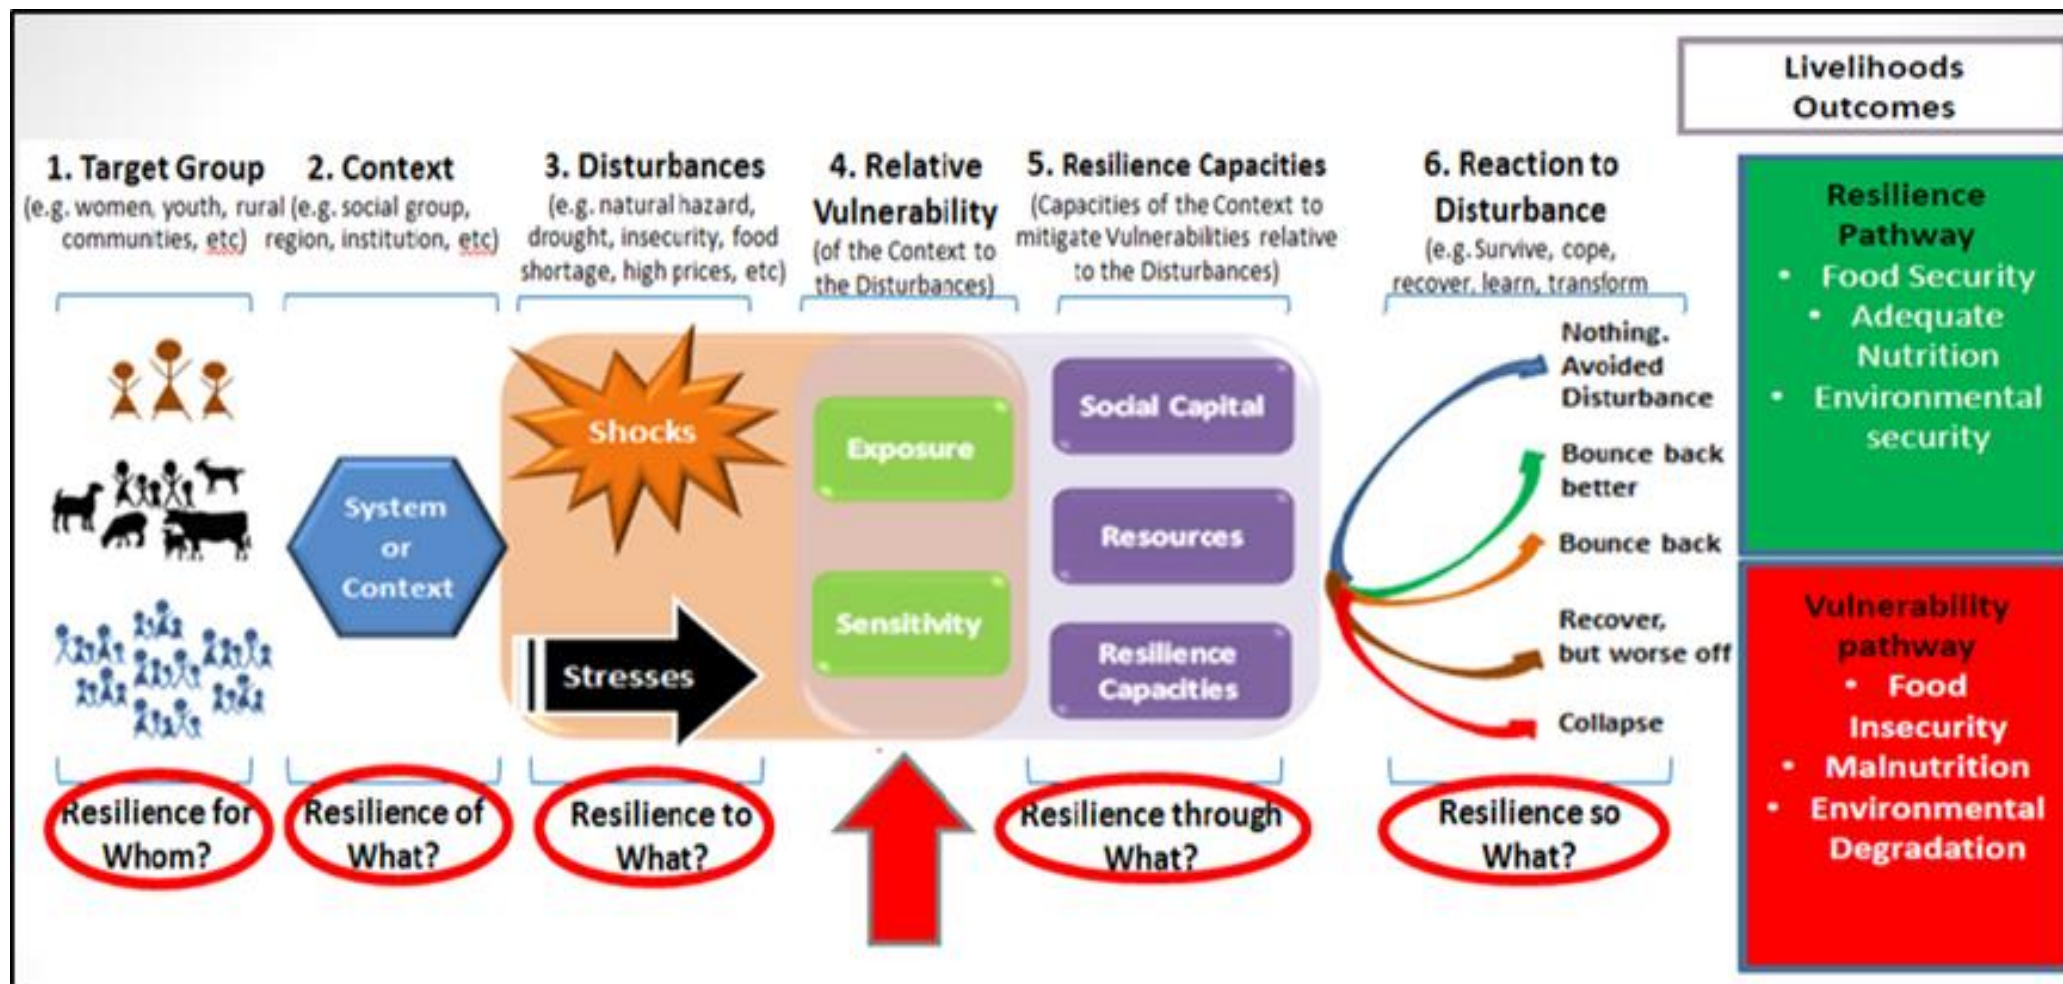 Livelihoods
Outcomes
1. Target Group
(e.g. women, youth, rural
communities, etc)
2. Context
(e.g. social group,
region, institution, etc)
3. Disturbances
(e.g. natural hazard,
drought, insecurity, food
shortage, high prices, etc)
4. Relative
Vulnerability
(of the Context to
the Disturbances)
5. Resilience Capacities
(Capacities of the Context to
mitigate Vulnerabilities relative
to the Disturbances)
6. Reaction to
Disturbance
(e.g. Survive, cope,
recover, learn, transform
System
or
Context
Shocks
Stresses
Exposure
Sensitivity
Social Capital
Resources
Resilience
Capacities
Nothing.
Avoided
Disturbance
Bounce back
better
Bounce back
Recover,
but worse off
Collapse
Resilience
Pathway
• Food Security
• Adequate
Nutrition
• Environmental
security
Vulnerability
pathway
• Food
Insecurity
• Malnutrition
• Environmental
Degradation
Resilience for
Whom?
Resilience of
What?
Resilience to
What?
Resilience through
What?
Resilience so
What?